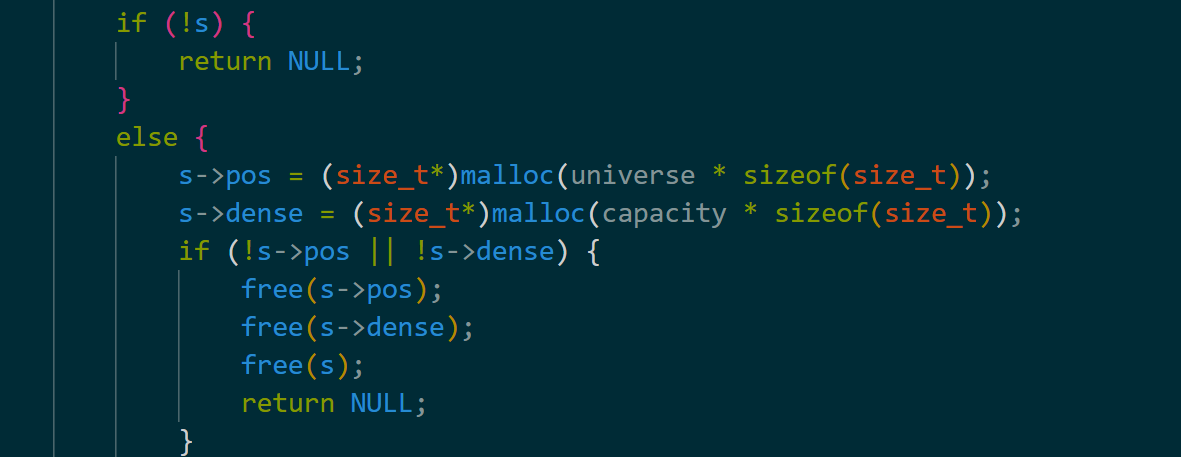 if (!s) {
return NULL;
}
else {
s->pos = (size_t*)malloc(universe * sizeof(size_t));
s->dense = (size_t*)malloc(capacity * sizeof(size_t));
if (!s->pos || !s->dense) {
free(s->pos);
free(s->dense);
free(s);
return NULL;
}